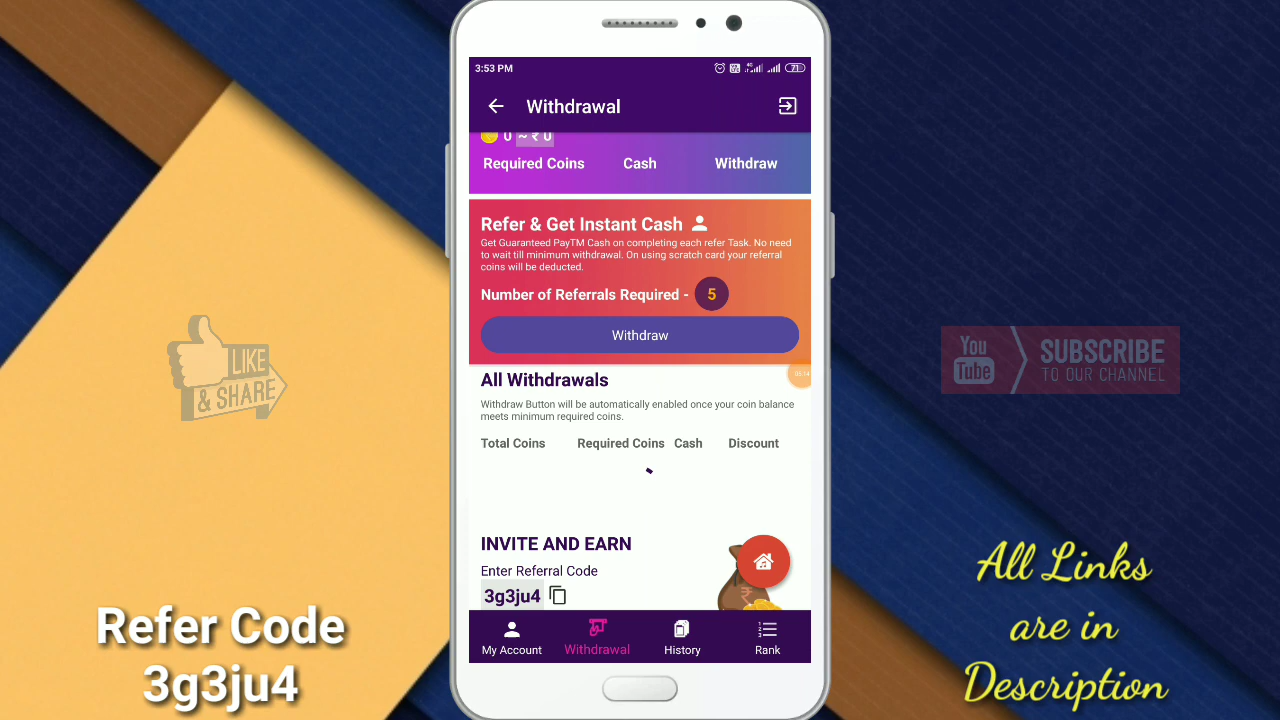 3:53 PM
4G
71
Withdrawal
0 ~ ₹ 0
Required Coins Cash Withdraw
Refer & Get Instant Cash
Get Guaranteed PayTM Cash on completing each refer Task. No need
to wait till minimum withdrawal. On using scratch card your referral
coins will be deducted.
Number of Referrals Required - 5
Withdraw
All Withdrawals
Withdraw Button will be automatically enabled once your coin balance
meets minimum required coins.
Total Coins Required Coins Cash Discount
INVITE AND EARN
Enter Referral Code
3g3ju4
My Account Withdrawal History Rank
LIKE
& SHARE
Refer Code
3g3ju4
You
Tube
SUBSCRIBE
TO OUR CHANNEL
All Links
are in
Description